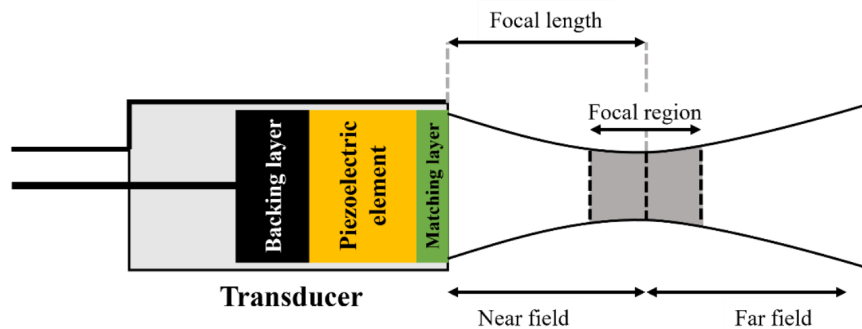 Focal length
Focal region
Backing layer
Piezoelectric
element
Matching layer
Transducer
Near field
Far field